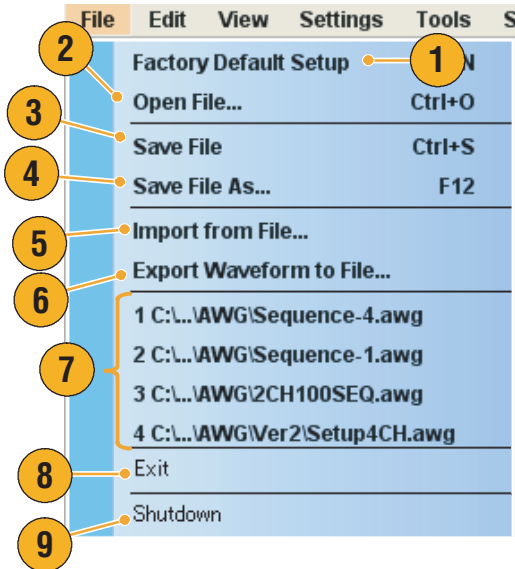 File Edit View Settings Tools S
Factory Default Setup 1 N
2 Open File... Ctrl+O
3 Save File Ctrl+S
4 Save File As... F12
5 Import from File...
6 Export Waveform to File...
1 C:\...\AWG\Sequence-4.awg
2 C:\...\AWG\Sequence-1.awg
7
3 C:\...\AWG\2CH100SEQ.awg
4 C:\...\AWG\Ver2\Setup4CH.awg
8 Exit
9 Shutdown